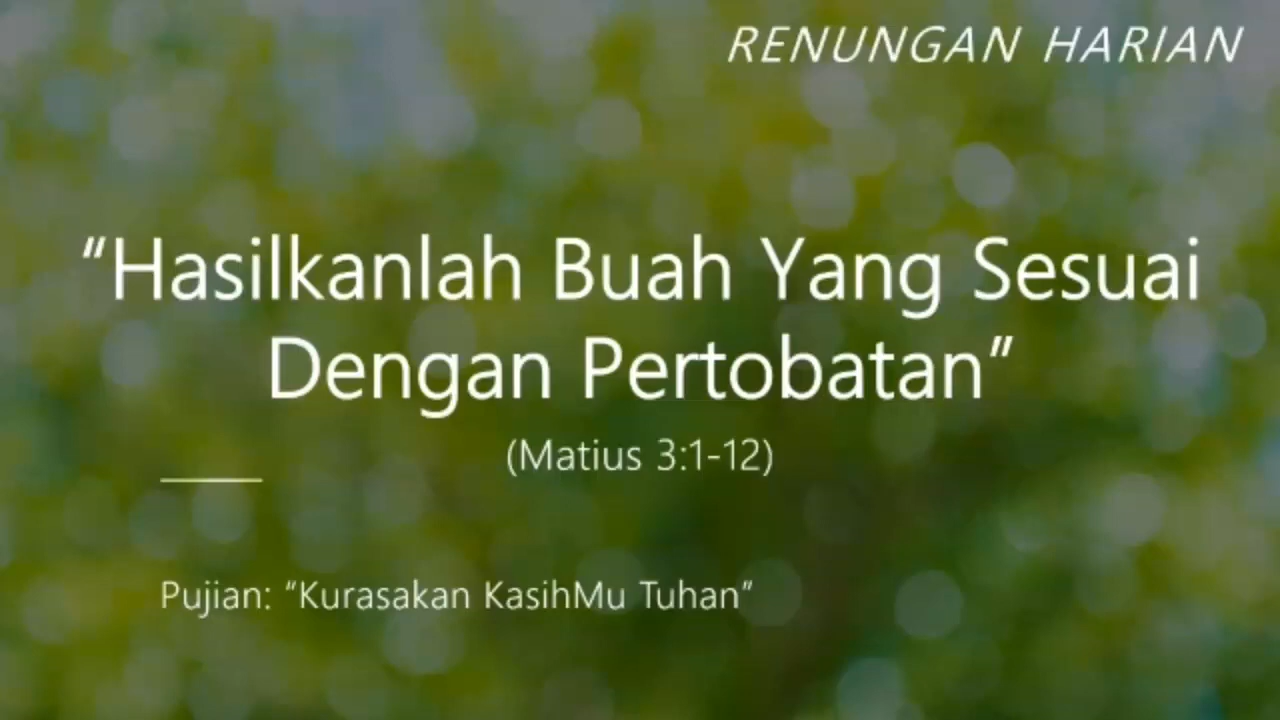 RENUNGAN HARIAN
“Hasilkanlah Buah Yang Sesuai
Dengan Pertobatan”
(Matius 3:1-12)
Pujian: “Kurasakan KasihMu Tuhan”